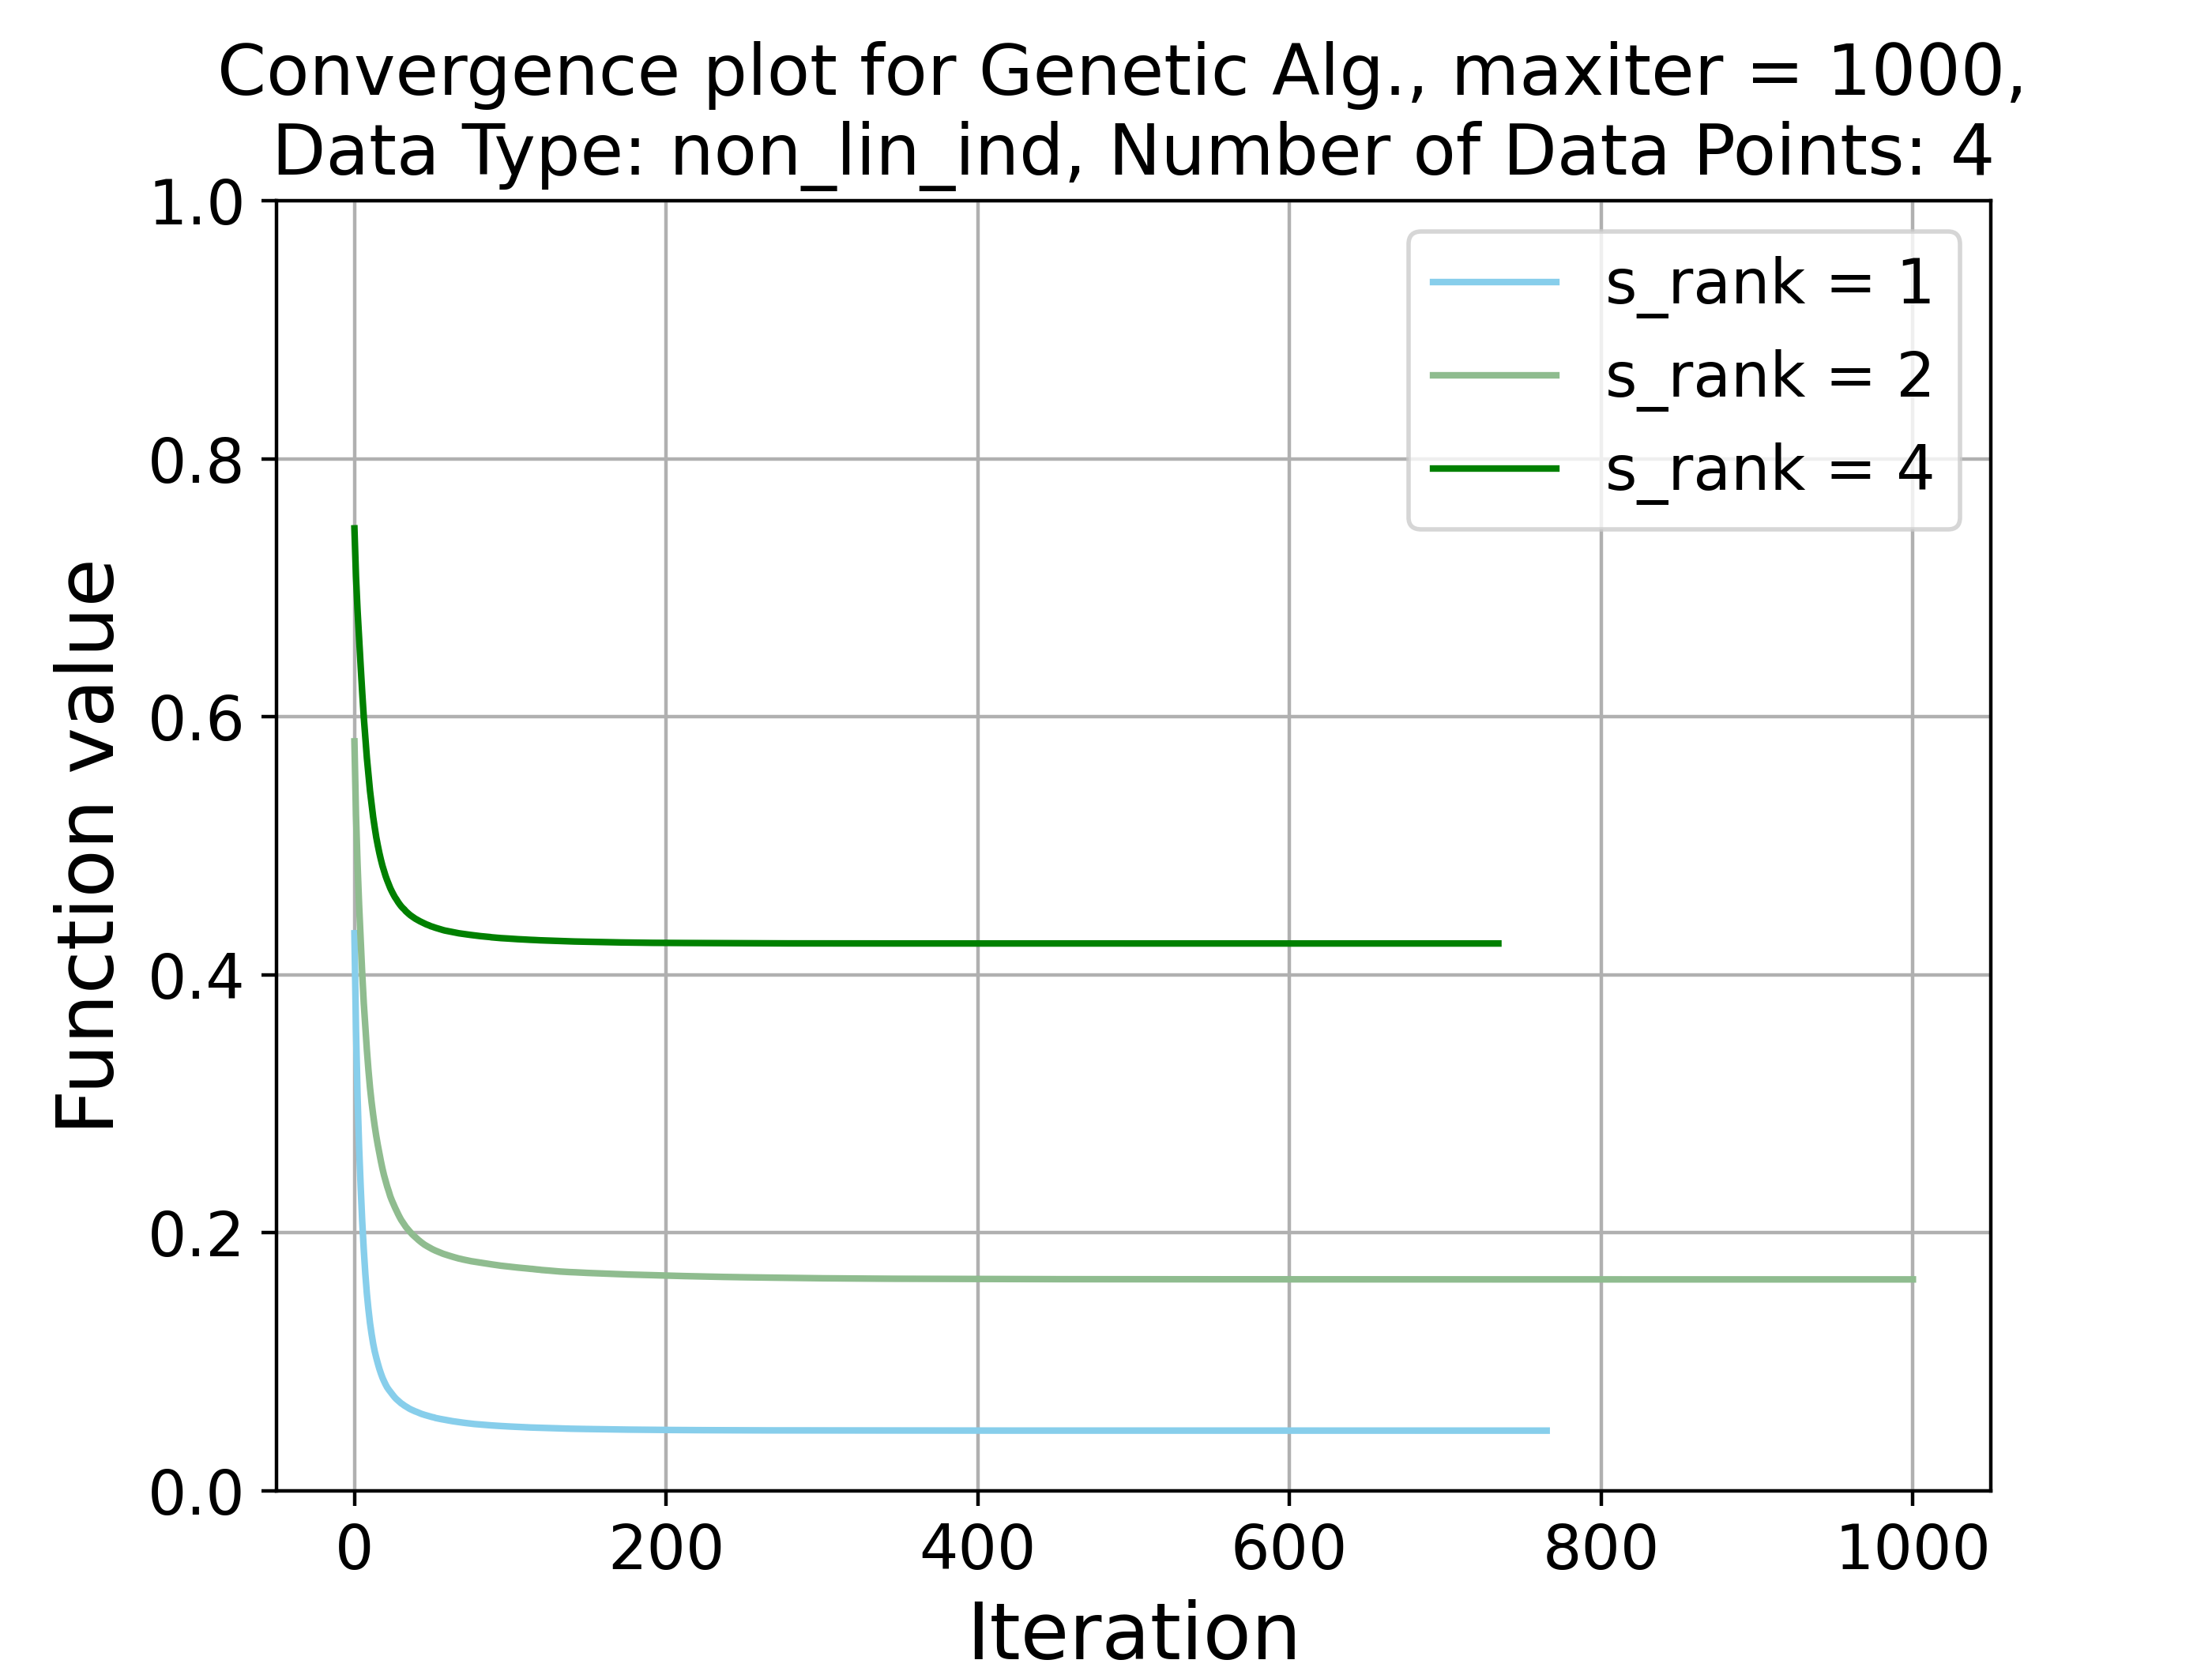 Convergence plot for Genetic Alg., maxiter = 1000,
Data Type: non_lin_ind, Number of Data Points: 4
1.0
0.8
0.6
0.4
0.2
0.0
Function value
s_rank = 1
s_rank = 2
s_rank = 4
0 200 400 600 800 1000
Iteration